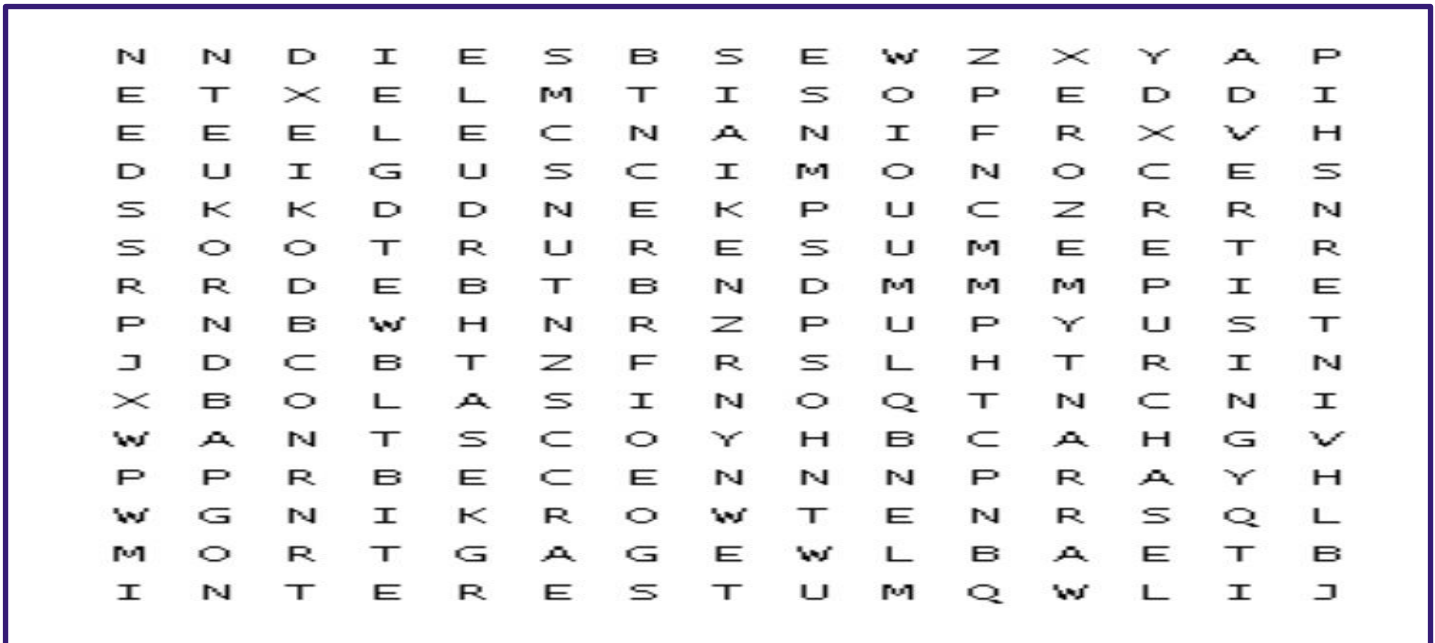 N N D I E S B S E W Z X Y A P
E T X E L M T I S O P E D D I
E E E L E C N A N I F R X V H
D U I G U S C I M O N O C E S
S K K D D N E K P U C Z R R N
S O O T R U R E S U M E E T R
R R D E B T B N D M M M P I E
P N B W H N R Z P U P Y U S T
J D C B T Z F R S L H T R I N
X B O L A S I N O Q T N C N I
W A N T S C O Y H B C A H G V
P P R B E C E N N N P R A Y H
W G N I K R O W T E N R S Q L
M O R T G A G E W L B A E T B
I N T E R E S T U M Q W L I J